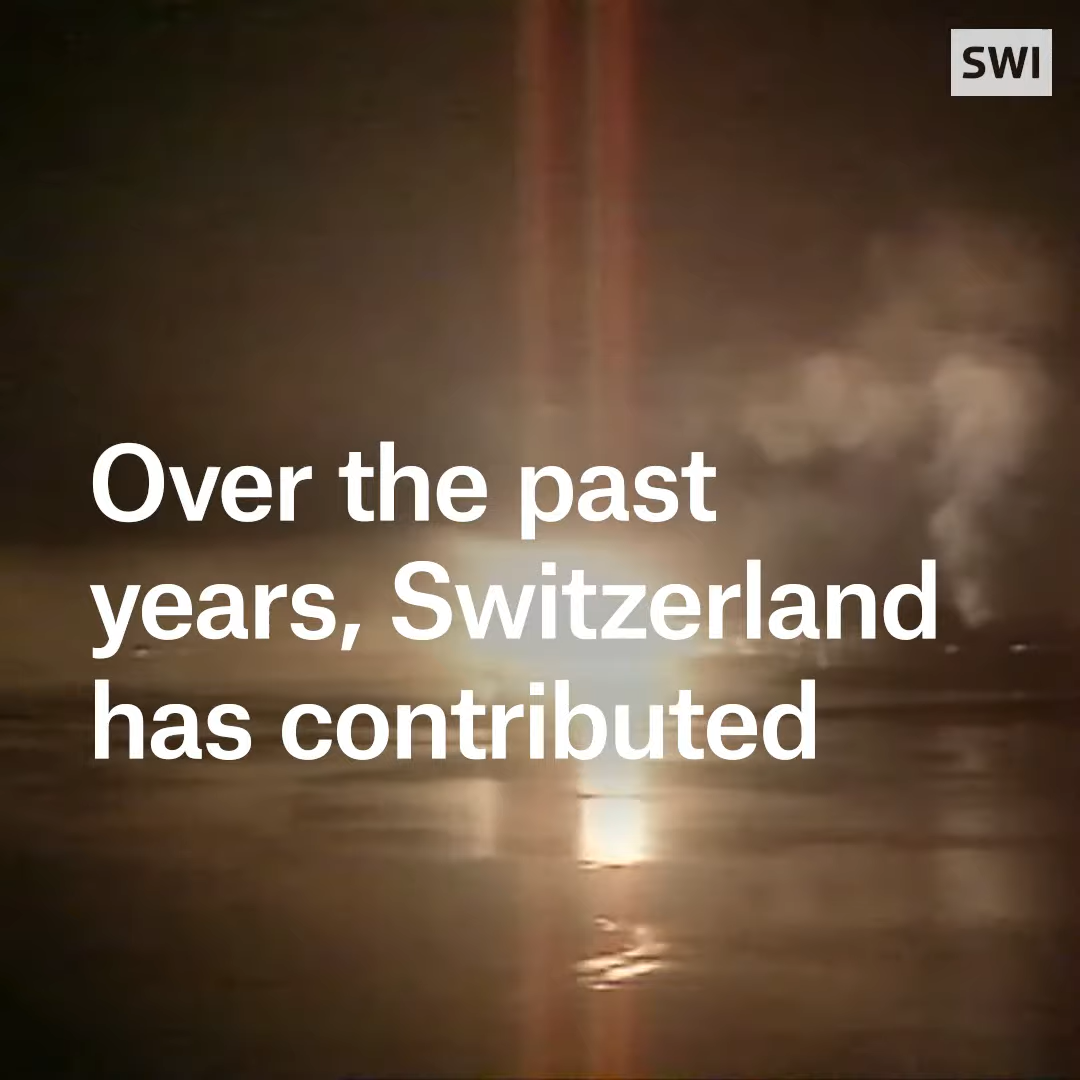 SWI
Over the past
years, Switzerland
has contributed